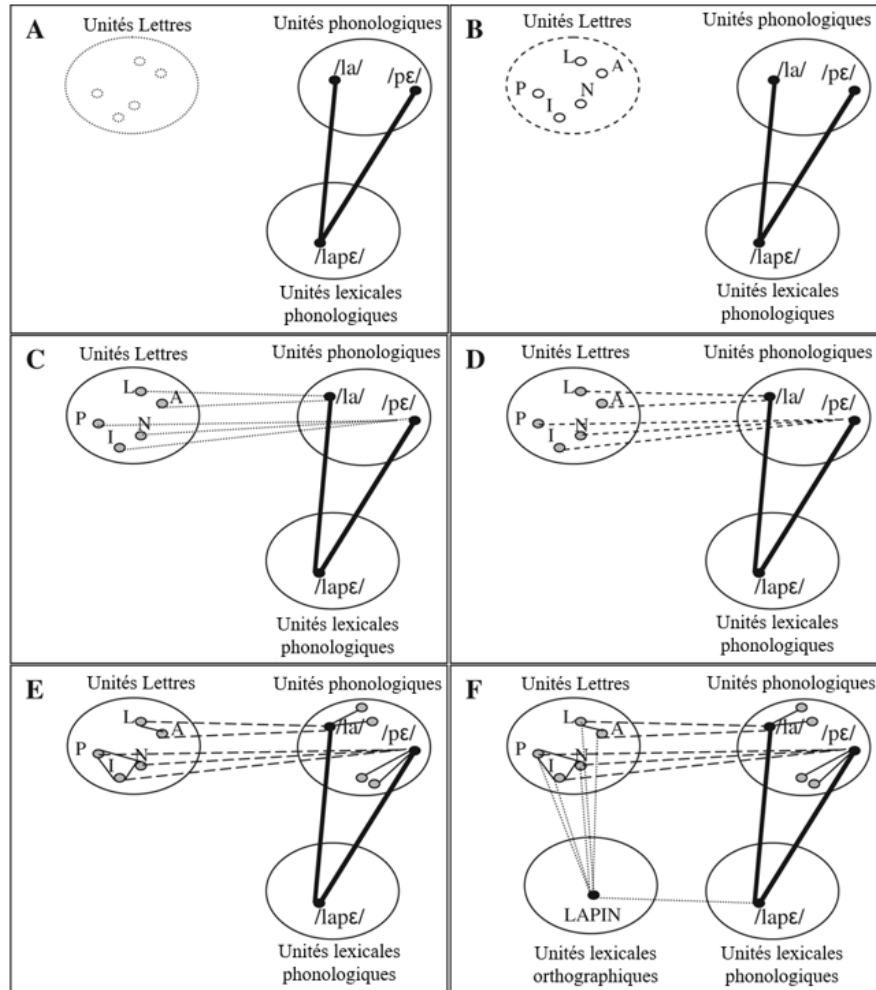 A
Unités Lettres
Unités phonologiques
/la/
/pɛ/
/lapɛ/
Unités lexicales
phonologiques
B
Unités Lettres
Unités phonologiques
L
A
P
N
I
/la/
/pɛ/
/lapɛ/
Unités lexicales
phonologiques
C
Unités Lettres
Unités phonologiques
L
A
P
N
I
/la/
/pɛ/
/lapɛ/
Unités lexicales
phonologiques
D
Unités Lettres
Unités phonologiques
L
A
P
N
I
/la/
/pɛ/
/lapɛ/
Unités lexicales
phonologiques
E
Unités Lettres
Unités phonologiques
L
A
P
N
I
/la/
/pɛ/
/lapɛ/
Unités lexicales
phonologiques
F
Unités Lettres
Unités phonologiques
L
A
P
N
I
/la/
/pɛ/
LAPIN
/lapɛ/
Unités lexicales
orthographiques
Unités lexicales
phonologiques